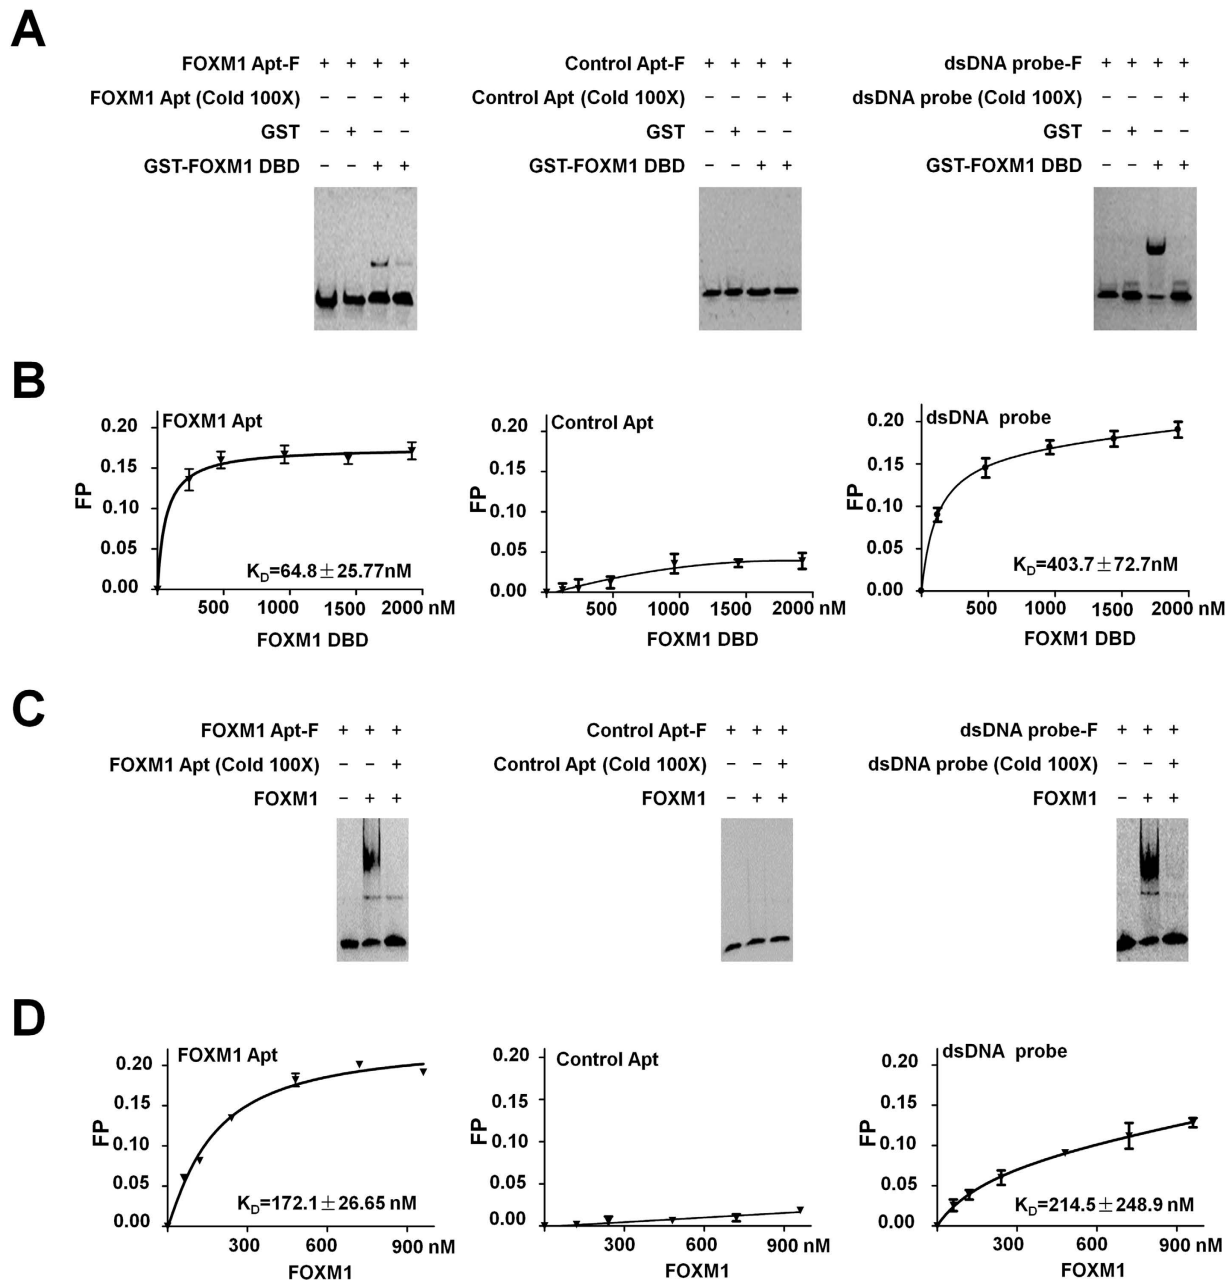 A
FOXM1 Apt-F + + + +
FOXM1 Apt (Cold 100X) − − − +
GST − + − −
GST-FOXM1 DBD − − + +
Control Apt-F + + + +
Control Apt (Cold 100X) − − − +
GST − + − −
GST-FOXM1 DBD − − + +
dsDNA probe-F + + + +
dsDNA probe (Cold 100X) − − − +
GST − + − −
GST-FOXM1 DBD − − + +
B
FOXM1 Apt
FP
0.20
0.15
0.10
0.05
0.00
KD=64.8±25.77nM
500 1000 1500 2000 nM
FOXM1 DBD
Control Apt
FP
0.20
0.15
0.10
0.05
0.00
500 1000 1500 2000 nM
FOXM1 DBD
dsDNA probe
FP
0.20
0.15
0.10
0.05
0.00
KD=403.7±72.7nM
500 1000 1500 2000 nM
FOXM1 DBD
C
FOXM1 Apt-F + + +
FOXM1 Apt (Cold 100X) − − +
FOXM1 − + +
Control Apt-F + + +
Control Apt (Cold 100X) − − +
FOXM1 − + +
dsDNA probe-F + + +
dsDNA probe (Cold 100X) − − +
FOXM1 − + +
D
FOXM1 Apt
FP
0.20
0.15
0.10
0.05
0.00
KD=172.1±26.65 nM
300 600 900 nM
FOXM1
Control Apt
FP
0.20
0.15
0.10
0.05
0.00
300 600 900 nM
FOXM1
dsDNA probe
FP
0.20
0.15
0.10
0.05
0.00
KD=214.5±248.9 nM
300 600 900 nM
FOXM1